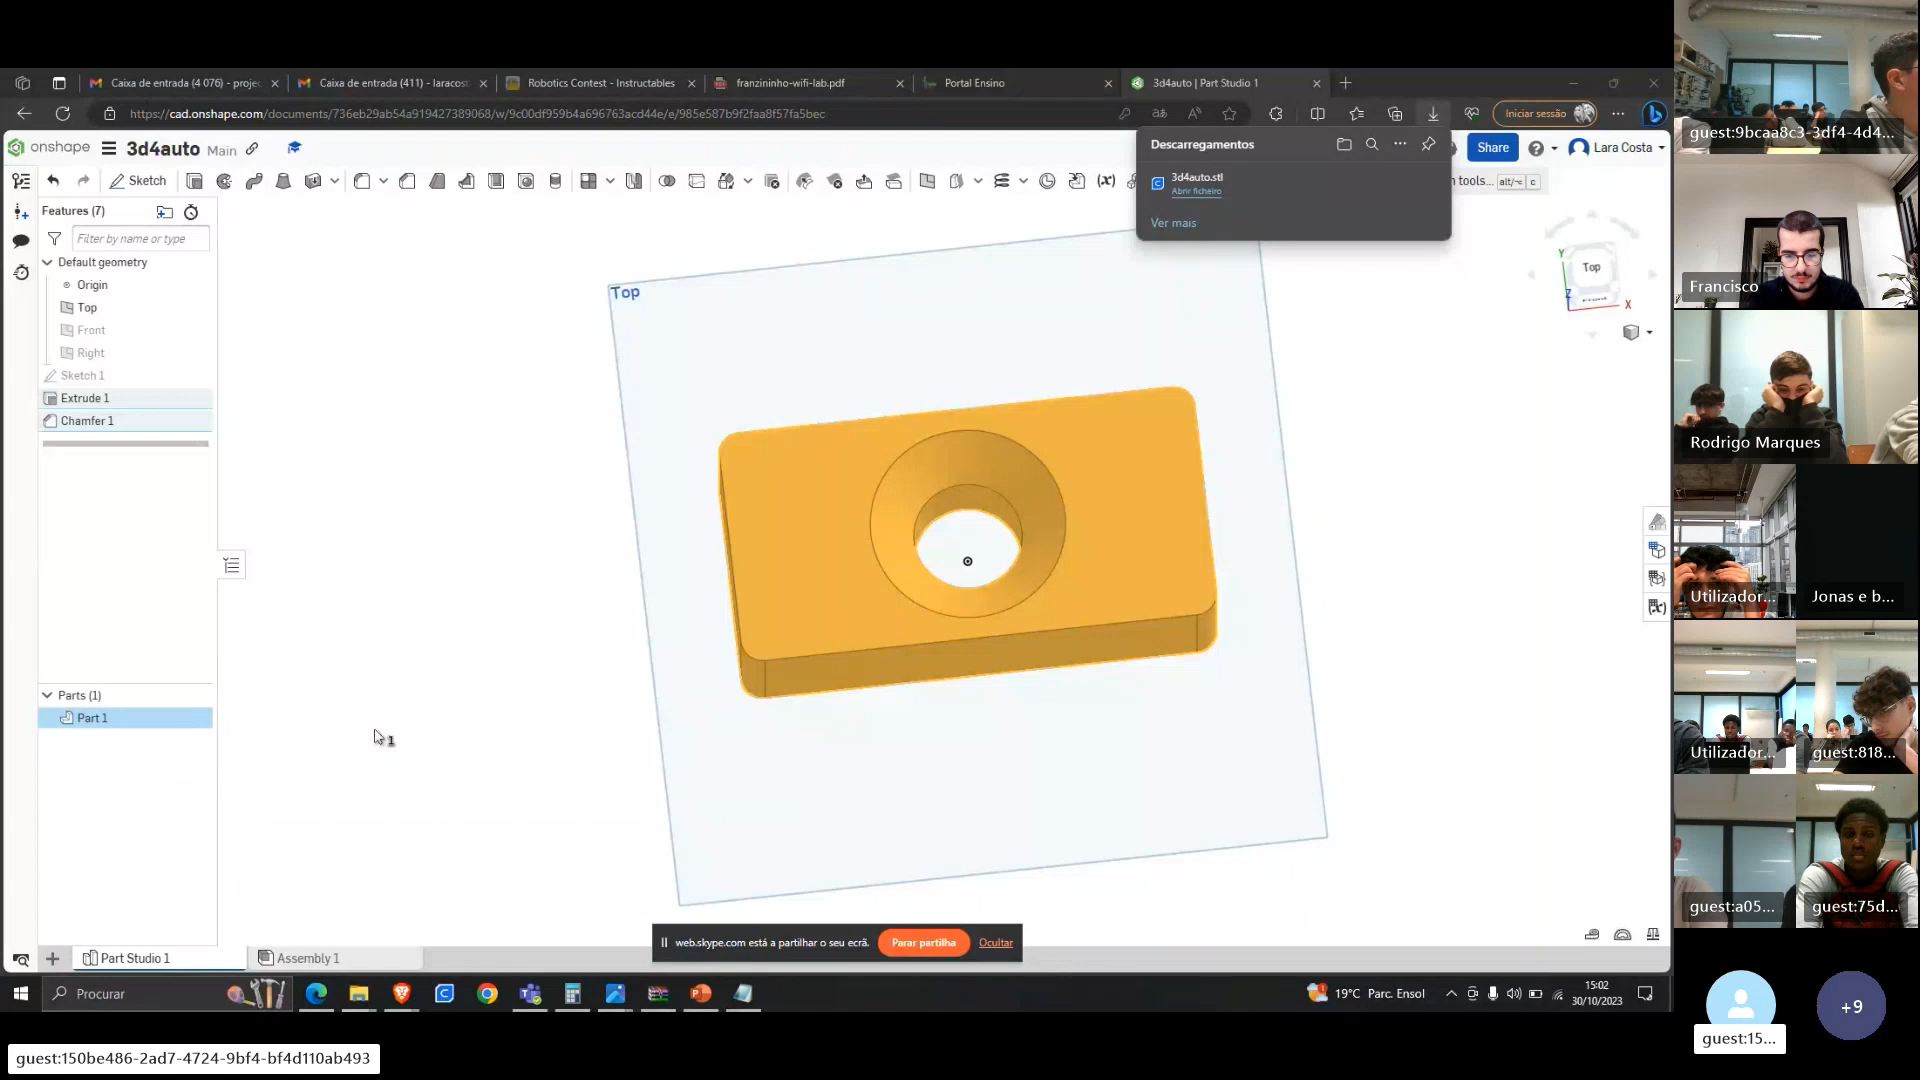 Caixa de entrada (4 076) - proje
Caixa de entrada (411) - laracos
Robotics Contest - Instructables
franzininho-wifi-lab.pdf
Portal Ensino
3d4auto | Part Studio 1
https://cad.onshape.com/documents/736eb29ab54a919427389068/w/9c00df959b4a696763acd44e/e/985e587b9f2faa8f57fa5bec
Iniciar sessão
onshape
3d4auto Main
Descarregamentos
3d4auto.stl
Abrir ficheiro
Ver mais
Share
Lara Costa
Sketch
tools... alt/⌥ c
Features (7)
Filter by name or type
Default geometry
Origin
Top
Front
Right
Sketch 1
Extrude 1
Chamfer 1
Parts (1)
Part 1
Top
Top
Front
Y
Z
X
1
web.skype.com está a partilhar o seu ecrã.
Parar partilha
Ocultar
Part Studio 1
Assembly 1
Procurar
19°C Parc. Ensol
15:02
30/10/2023
guest:9bcaa8c3-3df4-4d4...
Francisco
Rodrigo Marques
Utilizador...
Jonas e b...
Utilizador...
guest:818...
guest:a05...
guest:75d...
guest:15...
+9
guest:150be486-2ad7-4724-9bf4-bf4d110ab493